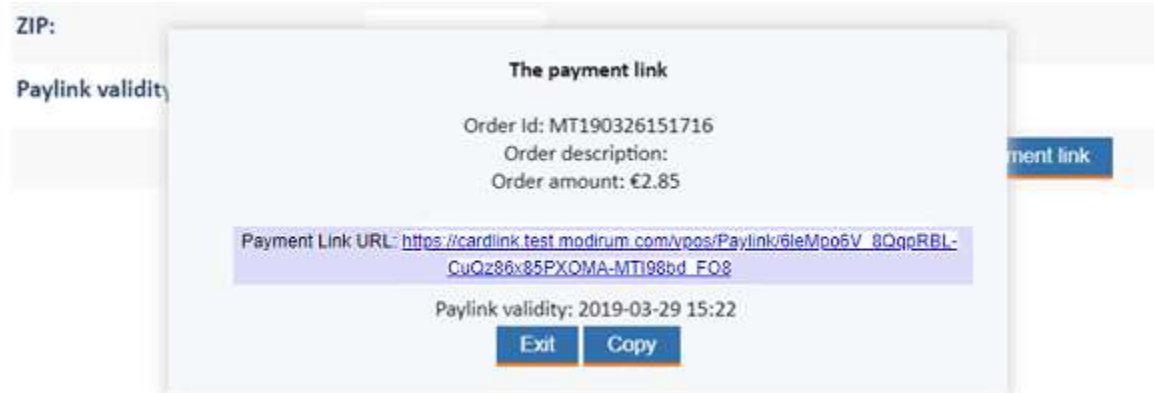 ZIP:
Paylink validity
The payment link
Order Id: MT190326151716
Order description:
Order amount: €2.85
ment link
Payment Link URL: https://cardlink.test.modirum.com/vpos/Paylink/6leMpo6V_8QqpRBL-
CuQz86x85PXOMA-MTI98bd_FO8
Paylink validity: 2019-03-29 15:22
Exit Copy